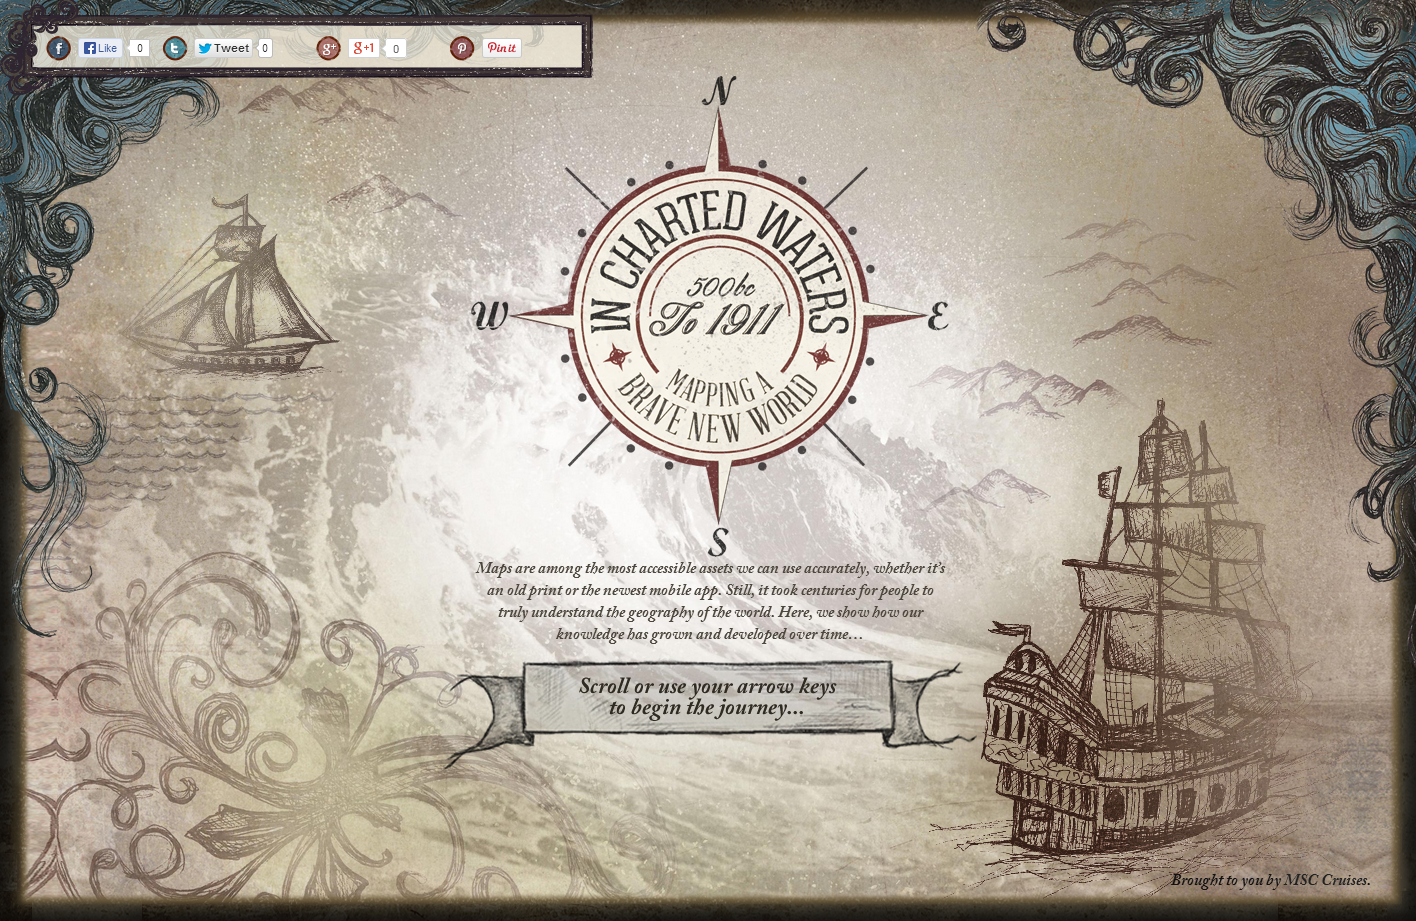 Like 0 Tweet 0 g+ g+1 0 Pin it
N
IN CHARTED WATERS
500bc
To 1911
W
E
MAPPING A
BRAVE NEW WORLD
S
Maps are among the most accessible assets we can use accurately, whether it's
an old print or the newest mobile app. Still, it took centuries for people to
truly understand the geography of the world. Here, we show how our
knowledge has grown and developed over time...
Scroll or use your arrow keys
to begin the journey...
Brought to you by MSC Cruises.